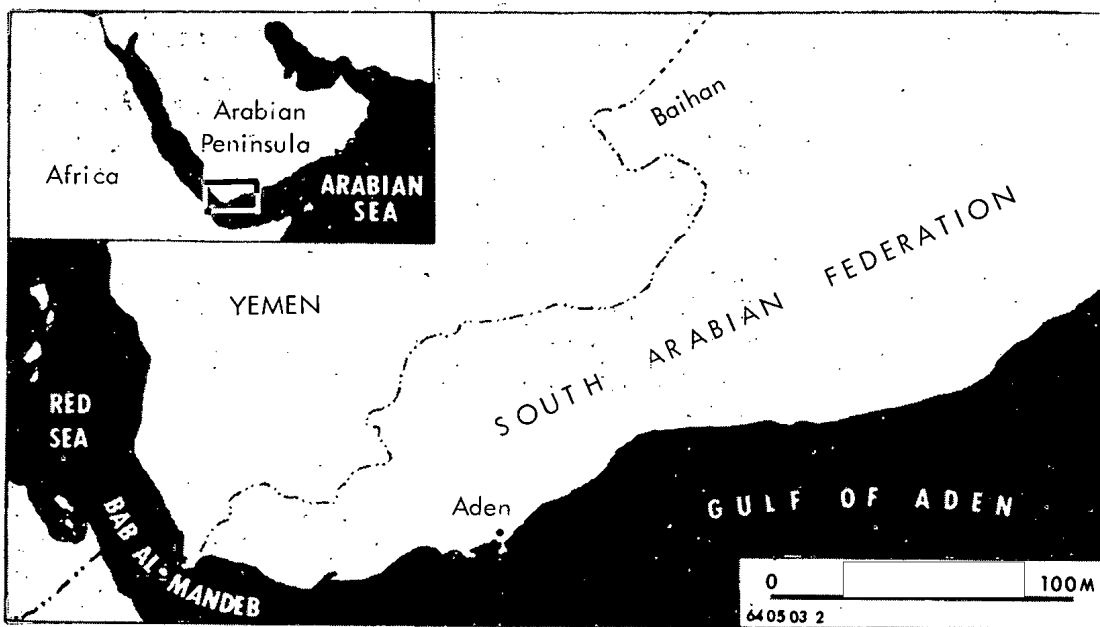 Arabian
Peninsula
Africa
ARABIAN
SEA
Baihan
YEMEN
SOUTH ARABIAN FEDERATION
RED
SEA
Aden
GULF OF ADEN
BAB AL-MANDEB
0 100M
640503 2